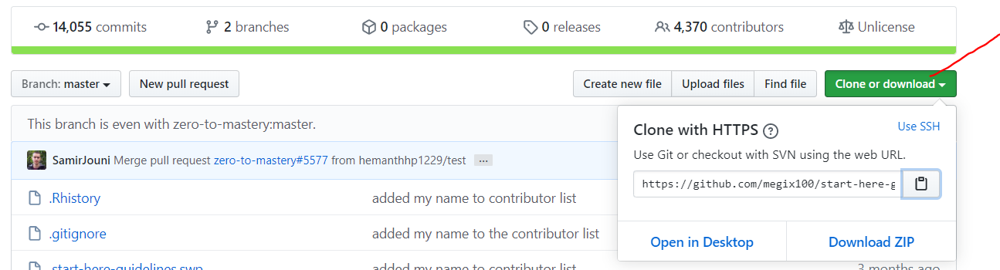 14,055 commits 2 branches 0 packages 0 releases 4,370 contributors Unlicense
Branch: master New pull request Create new file Upload files Find file Clone or download
This branch is even with zero-to-mastery:master.
SamirJouni Merge pull request zero-to-mastery#5577 from hemanthhp1229/test ...
.Rhistory added my name to contributor list
.gitignore added my name to the contributor list
start-here-guidelines.swp added my name to contributor list 3 months ago
Clone with HTTPS ? Use SSH
Use Git or checkout with SVN using the web URL.
https://github.com/megix100/start-here-g
Open in Desktop Download ZIP